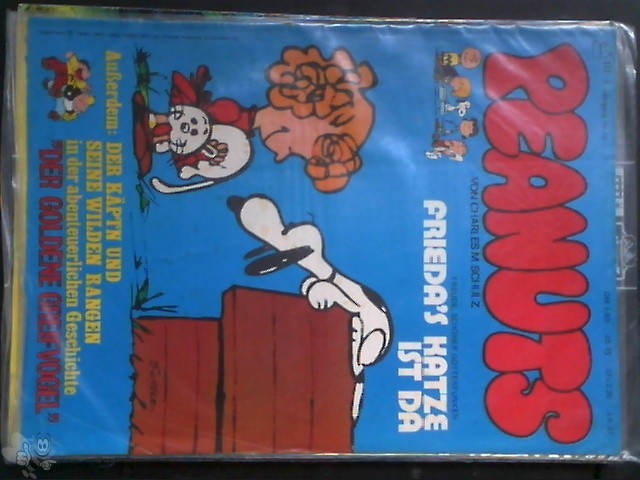 PEANUTS
VON CHARLES M. SCHULZ
FRIEDA'S KATZE
IST DA
Außerdem: DER KÄPT'N UND
SEINE WILDEN RANGEN
in der abenteuerlichen Geschichte
"DER GOLDENE GREIFVOGEL"